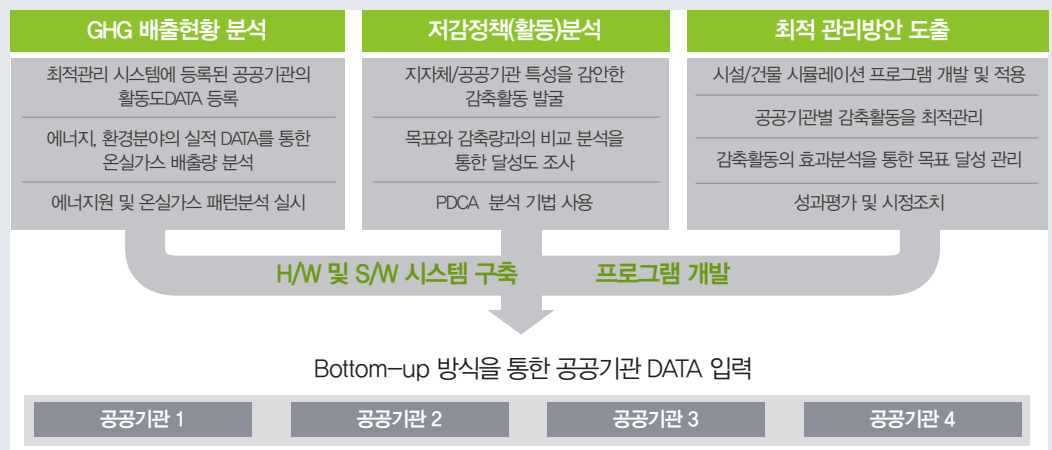 GHG 배출현황 분석
최적관리 시스템에 등록된 공공기관의
활동도DATA 등록
에너지, 환경분야의 실적 DATA를 통한
온실가스 배출량 분석
에너지원 및 온실가스 패턴분석 실시
저감정책(활동)분석
지자체/공공기관 특성을 감안한
감축활동 발굴
목표와 감축량과의 비교 분석을
통한 달성도 조사
PDCA 분석 기법 사용
최적 관리방안 도출
시설/건물 시뮬레이션 프로그램 개발 및 적용
공공기관별 감축활동을 최적관리
감축활동의 효과분석을 통한 목표 달성 관리
성과평가 및 시정조치
H/W 및 S/W 시스템 구축
프로그램 개발
Bottom-up 방식을 통한 공공기관 DATA 입력
공공기관 1
공공기관 2
공공기관 3
공공기관 4